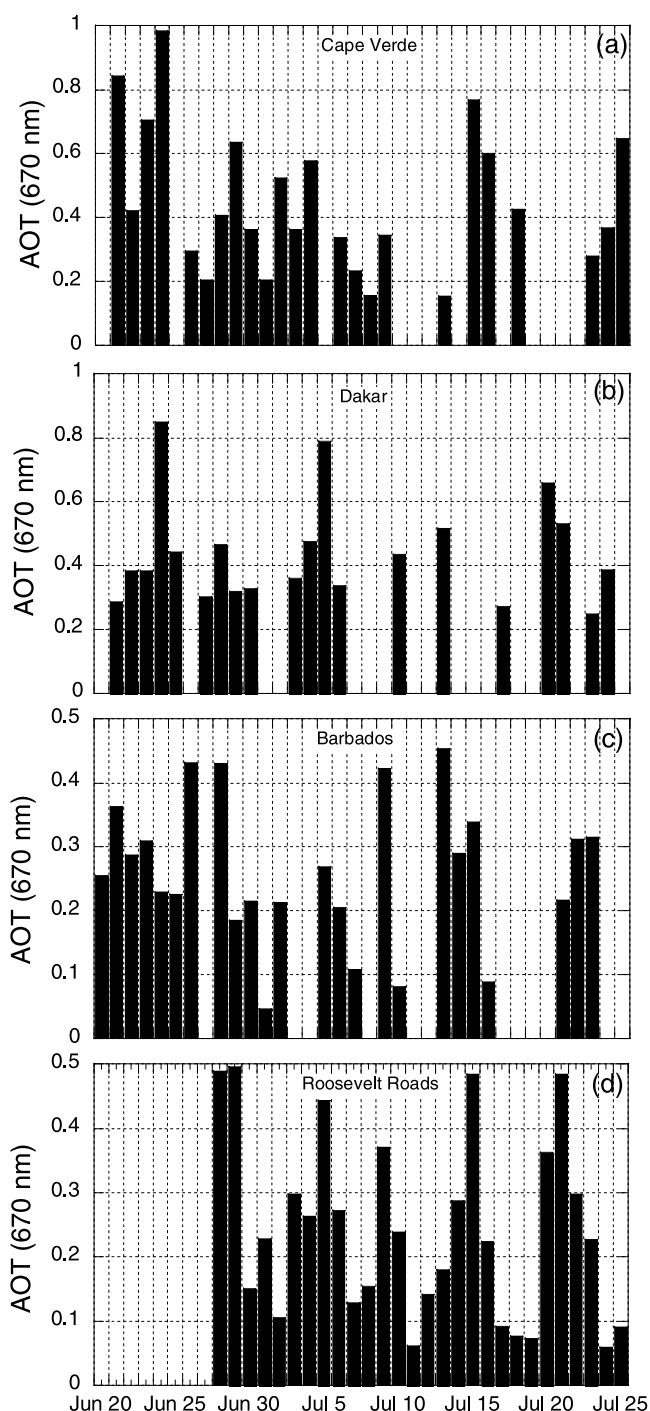 Cape Verde
(a)
AOT (670 nm)
1
0.8
0.6
0.4
0.2
0
Dakar
(b)
AOT (670 nm)
1
0.8
0.6
0.4
0.2
0
Barbados
(c)
AOT (670 nm)
0.5
0.4
0.3
0.2
0.1
0
Roosevelt Roads
(d)
AOT (670 nm)
0.5
0.4
0.3
0.2
0.1
0
Jun 20 Jun 25 Jun 30 Jul 5 Jul 10 Jul 15 Jul 20 Jul 25